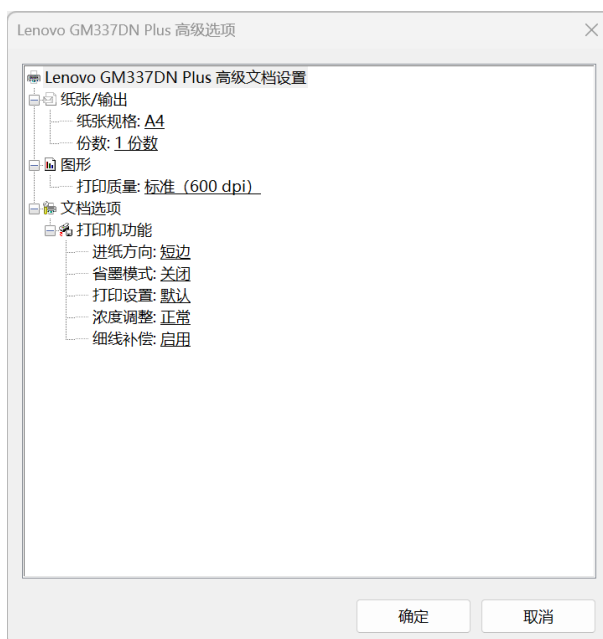 Lenovo GM337DN Plus 高级选项
Lenovo GM337DN Plus 高级文档设置
纸张/输出
纸张规格: A4
份数: 1 份数
图形
打印质量: 标准（600 dpi）
文档选项
打印机功能
进纸方向: 短边
省墨模式: 关闭
打印设置: 默认
浓度调整: 正常
细线补偿: 启用
确定 取消